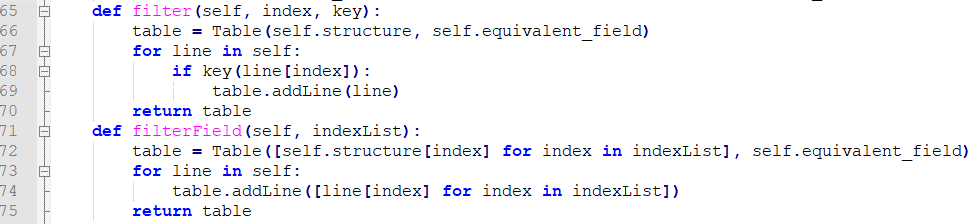 65 def filter(self, index, key):
66 table = Table(self.structure, self.equivalent_field)
67 for line in self:
68 if key(line[index]):
69 table.addLine(line)
70 return table
71 def filterField(self, indexList):
72 table = Table([self.structure[index] for index in indexList], self.equivalent_field)
73 for line in self:
74 table.addLine([line[index] for index in indexList])
75 return table